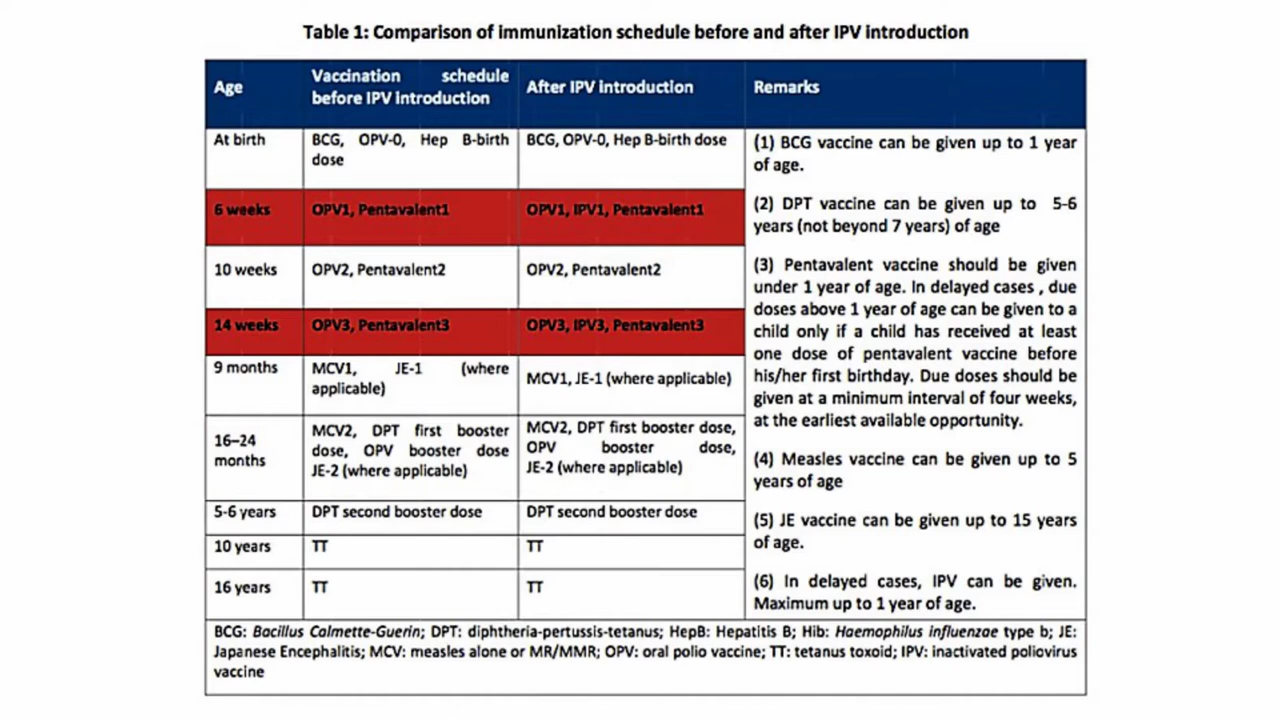 Table 1: Comparison of immunization schedule before and after IPV introduction
Age
Vaccination schedule
before IPV introduction
After IPV introduction
Remarks
At birth
BCG, OPV-0, Hep B-birth
dose
BCG, OPV-0, Hep B-birth dose
6 weeks
OPV1, Pentavalent1
OPV1, IPV1, Pentavalent1
10 weeks
OPV2, Pentavalent2
OPV2, Pentavalent2
14 weeks
OPV3, Pentavalent3
OPV3, IPV3, Pentavalent3
9 months
MCV1, JE-1 (where
applicable)
MCV1, JE-1 (where applicable)
16–24
months
MCV2, DPT first booster
dose, OPV booster dose
JE-2 (where applicable)
MCV2, DPT first booster dose,
OPV booster dose,
JE-2 (where applicable)
5-6 years
DPT second booster dose
DPT second booster dose
10 years
TT
TT
16 years
TT
TT
(1) BCG vaccine can be given up to 1 year
of age.
(2) DPT vaccine can be given up to 5-6
years (not beyond 7 years) of age
(3) Pentavalent vaccine should be given
under 1 year of age. In delayed cases , due
doses above 1 year of age can be given to a
child only if a child has received at least
one dose of pentavalent vaccine before
his/her first birthday. Due doses should be
given at a minimum interval of four weeks,
at the earliest available opportunity.
(4) Measles vaccine can be given up to 5
years of age
(5) JE vaccine can be given up to 15 years
of age.
(6) In delayed cases, IPV can be given.
Maximum up to 1 year of age.
BCG: Bacillus Calmette-Guerin; DPT: diphtheria-pertussis-tetanus; HepB: Hepatitis B; Hib: Haemophilus influenzae type b; JE:
Japanese Encephalitis; MCV: measles alone or MR/MMR; OPV: oral polio vaccine; TT: tetanus toxoid; IPV: inactivated poliovirus
vaccine